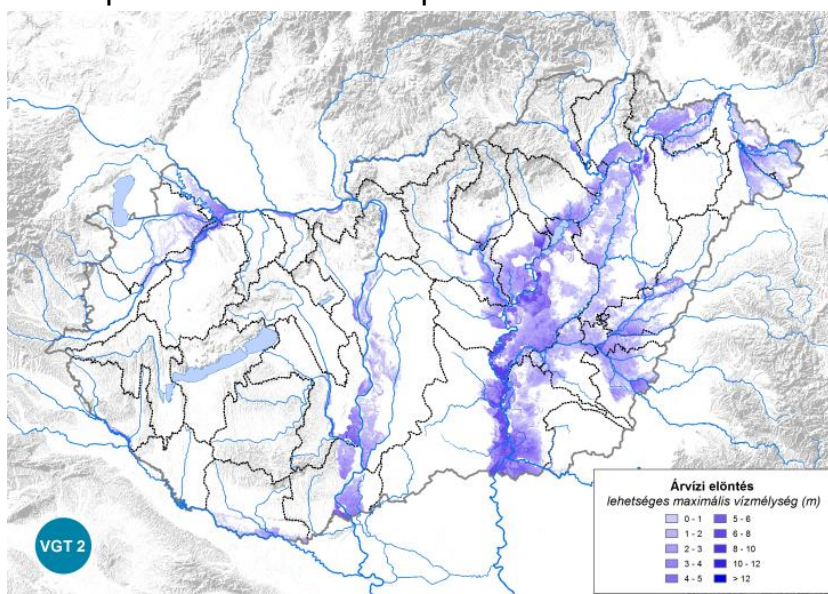 VGT 2
Árvízi elöntés
lehetséges maximális vízmélység (m)
0 - 1
1 - 2
2 - 3
3 - 4
4 - 5
5 - 6
6 - 8
8 - 10
10 - 12
> 12